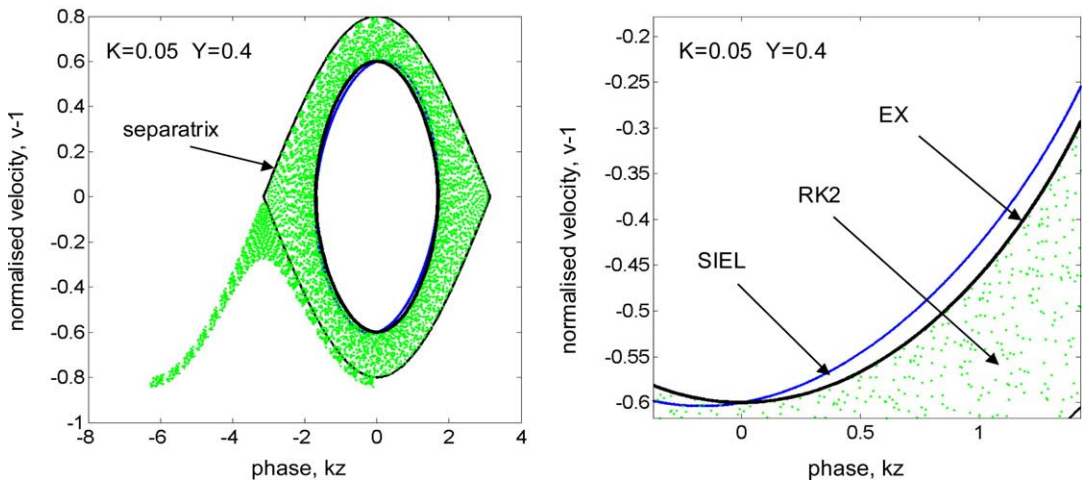 K=0.05 Y=0.4
separatrix
normalised velocity, v-1
0.8
0.6
0.4
0.2
0
-0.2
-0.4
-0.6
-0.8
-1
-8
-6
-4
-2
0
2
4
phase, kz
K=0.05 Y=0.4
EX
RK2
SIEL
normalised velocity, v-1
-0.2
-0.25
-0.3
-0.35
-0.4
-0.45
-0.5
-0.55
-0.6
0
0.5
1
phase, kz